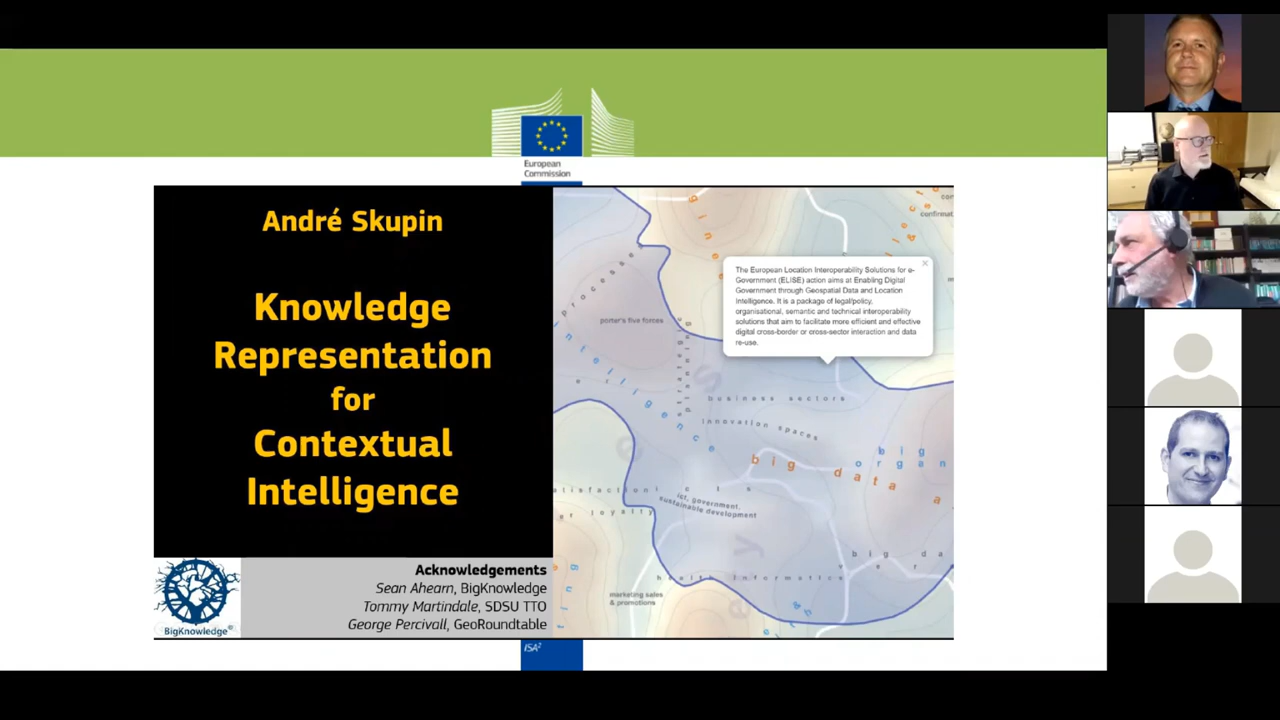 European
Commission
André Skupin
Knowledge
Representation
for
Contextual
Intelligence
Acknowledgements
Sean Ahearn, BigKnowledge
Tommy Martindale, SDSU TTO
George Percivall, GeoRoundtable
BigKnowledge®
The European Location Interoperability Solutions for e-
Government (ELISE) action aims at Enabling Digital
Government through Geospatial Data and Location
Intelligence. It is a package of legal/policy,
organisational, semantic and technical interoperability
solutions that aim to facilitate more efficient and effective
digital cross-border or cross-sector interaction and data
re-use.
porter's five forces
processes
intelligence
business sectors
innovation spaces
big data
ict, government,
sustainable development
health informatics
marketing sales
& promotions
ISA²